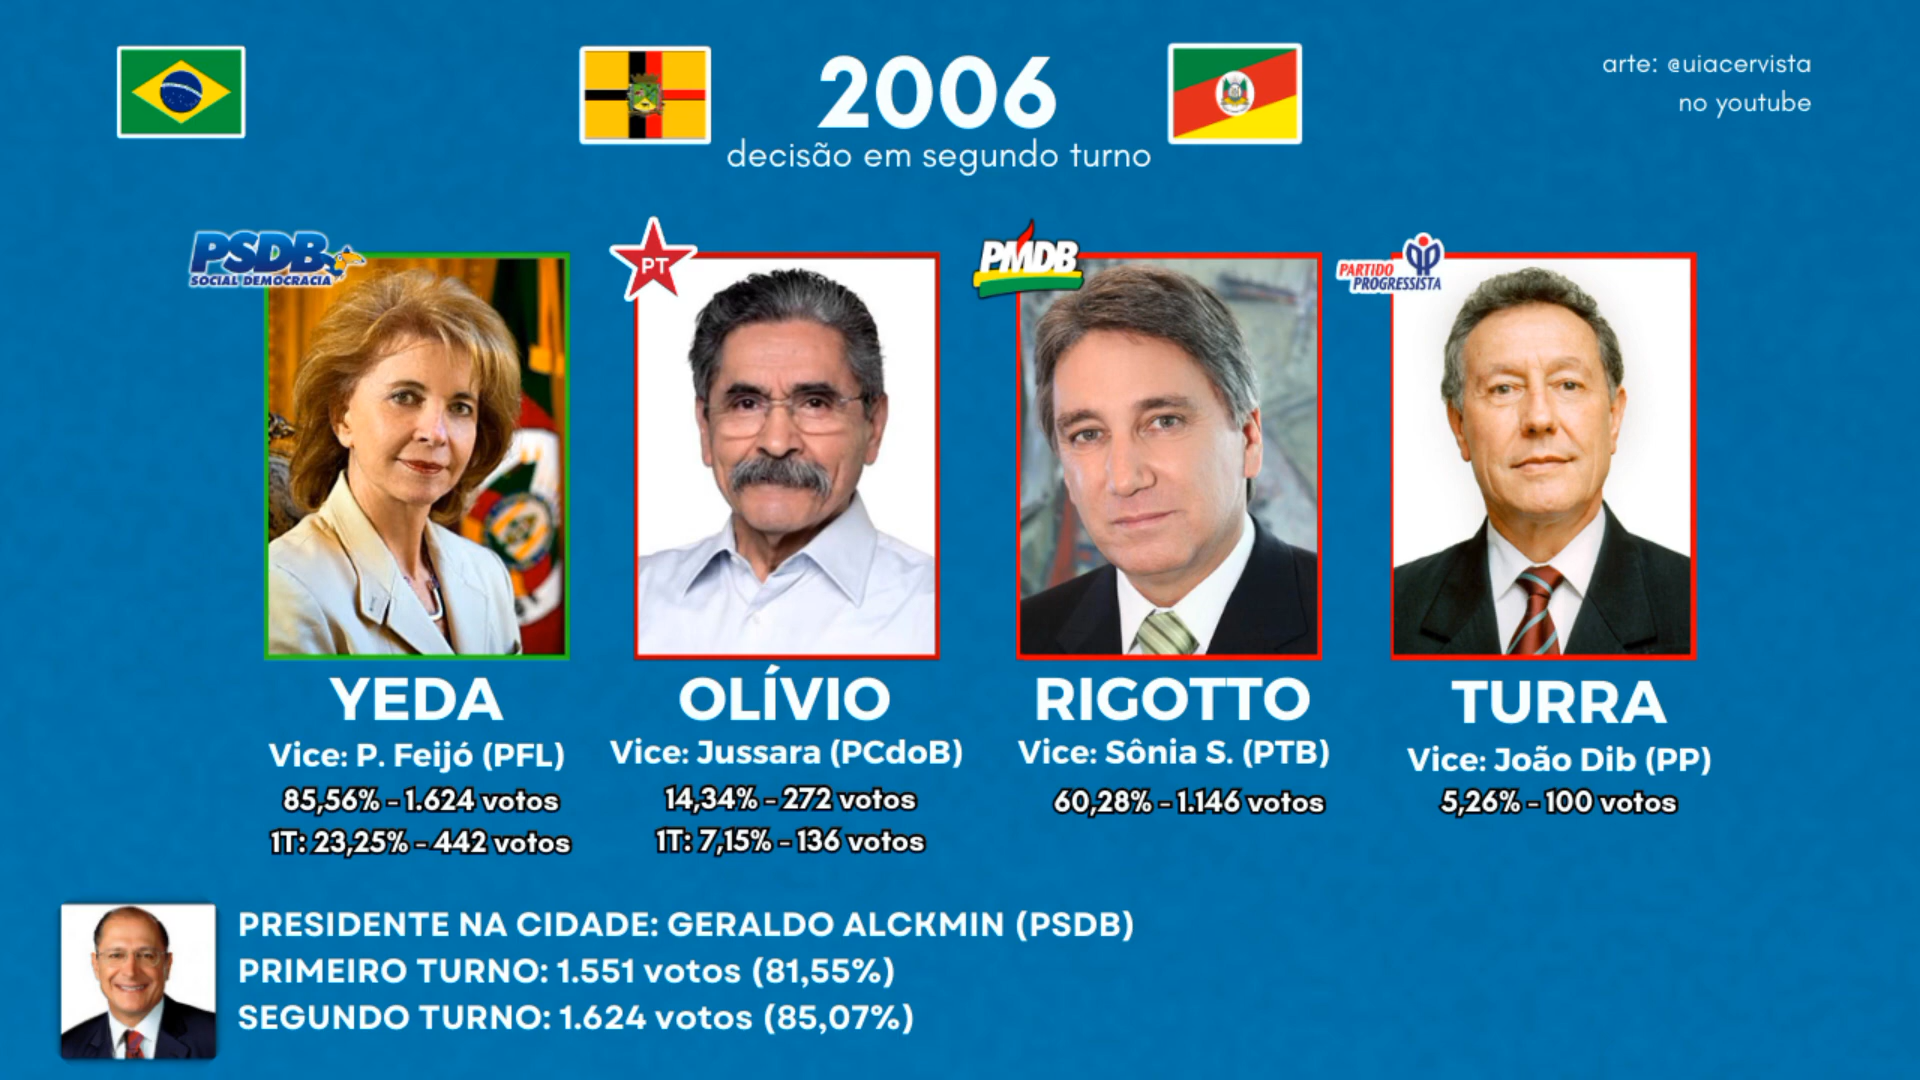 2006
decisão em segundo turno
arte: @uiacervista
no youtube
PSDB
SOCIAL DEMOCRACIA
PT
PMDB
PARTIDO
PROGRESSISTA
YEDA
Vice: P. Feijó (PFL)
85,56% - 1.624 votos
1T: 23,25% - 442 votos
OLÍVIO
Vice: Jussara (PCdoB)
14,34% - 272 votos
1T: 7,15% - 136 votos
RIGOTTO
Vice: Sônia S. (PTB)
60,28% - 1.146 votos
TURRA
Vice: João Dib (PP)
5,26% - 100 votos
PRESIDENTE NA CIDADE: GERALDO ALCKMIN (PSDB)
PRIMEIRO TURNO: 1.551 votos (81,55%)
SEGUNDO TURNO: 1.624 votos (85,07%)